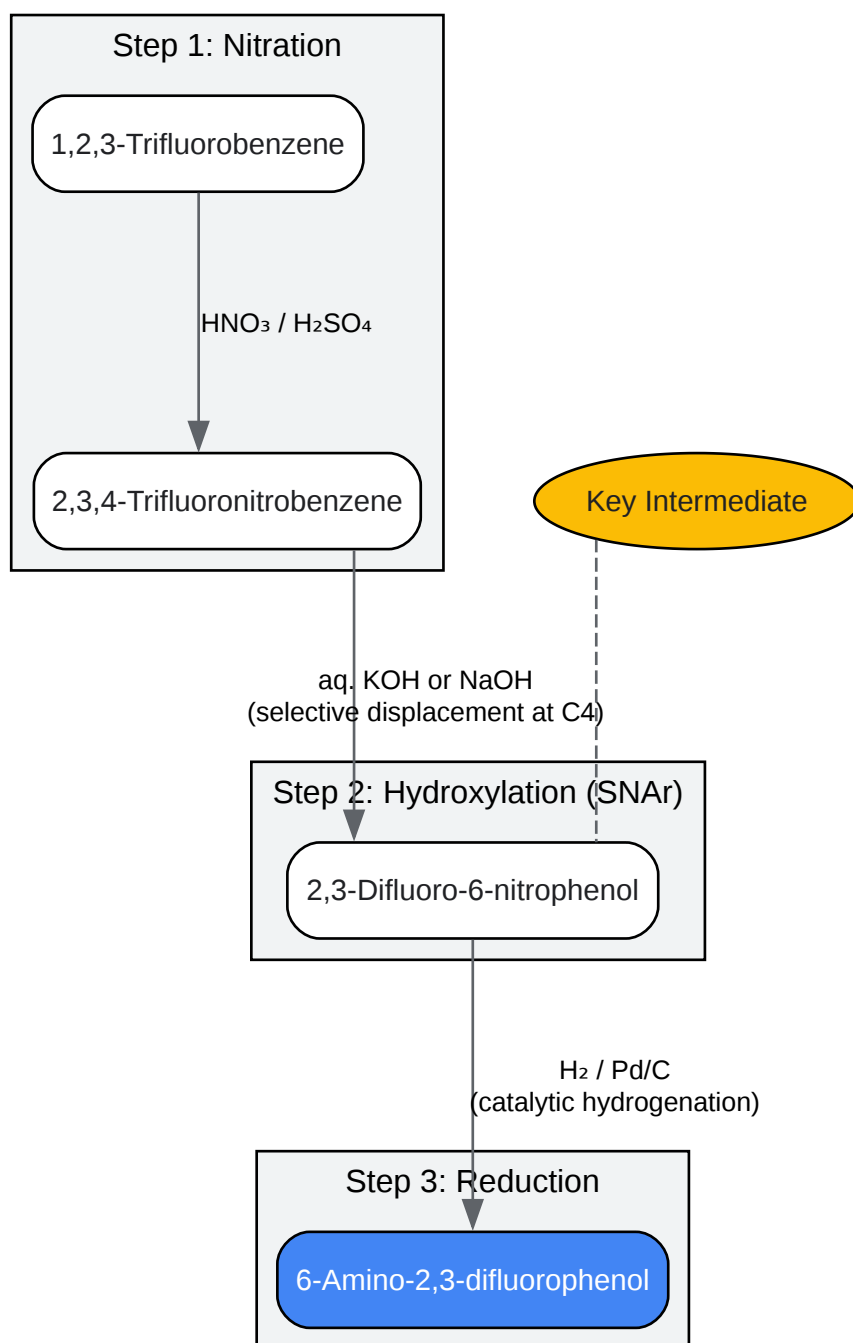 Step 1: Nitration
1,2,3-Trifluorobenzene
HNO₃ / H₂SO₄
2,3,4-Trifluoronitrobenzene
Key Intermediate
aq. KOH or NaOH
(selective displacement at C4)
Step 2: Hydroxylation (SNAr)
2,3-Difluoro-6-nitrophenol
H₂ / Pd/C
(catalytic hydrogenation)
Step 3: Reduction
6-Amino-2,3-difluorophenol